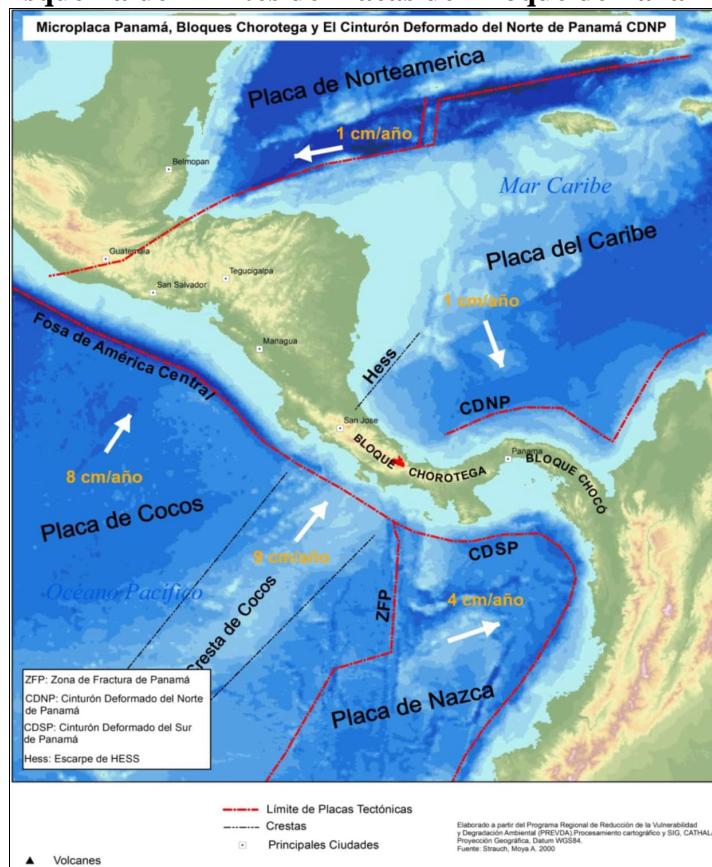 Microplaca Panamá, Bloques Chorotega y El Cinturón Deformado del Norte de Panamá CDNP
Placa de Norteamerica
1 cm/año
Belmopan
Mar Caribe
Placa del Caribe
Guatemala
Tegucigalpa
San Salvador
1 cm/año
Fosa de América Central
Managua
Hess
CDNP
San Jose
BLOQUE CHOROTEGA
Panama
BLOQUE CHOCÓ
8 cm/año
Placa de Cocos
9 cm/año
CDSP
Océano Pacífico
Cresta de Cocos
ZFP
4 cm/año
Placa de Nazca
ZFP: Zona de Fractura de Panamá
CDNP: Cinturón Deformado del Norte
de Panamá
CDSP: Cinturón Deformado del Sur
de Panamá
Hess: Escarpe de HESS
Límite de Placas Tectónicas
Crestas
Principales Ciudades
Volcanes
Elaborado a partir del Programa Regional de Reducción de la Vulnerabilidad
y Degradación Ambiental (PREVDA).Procesamiento cartográfico y SIG, CATHALA
Proyección Geográfica, Datum WGS84.
Fuente: Strauch, Moya A. 2000